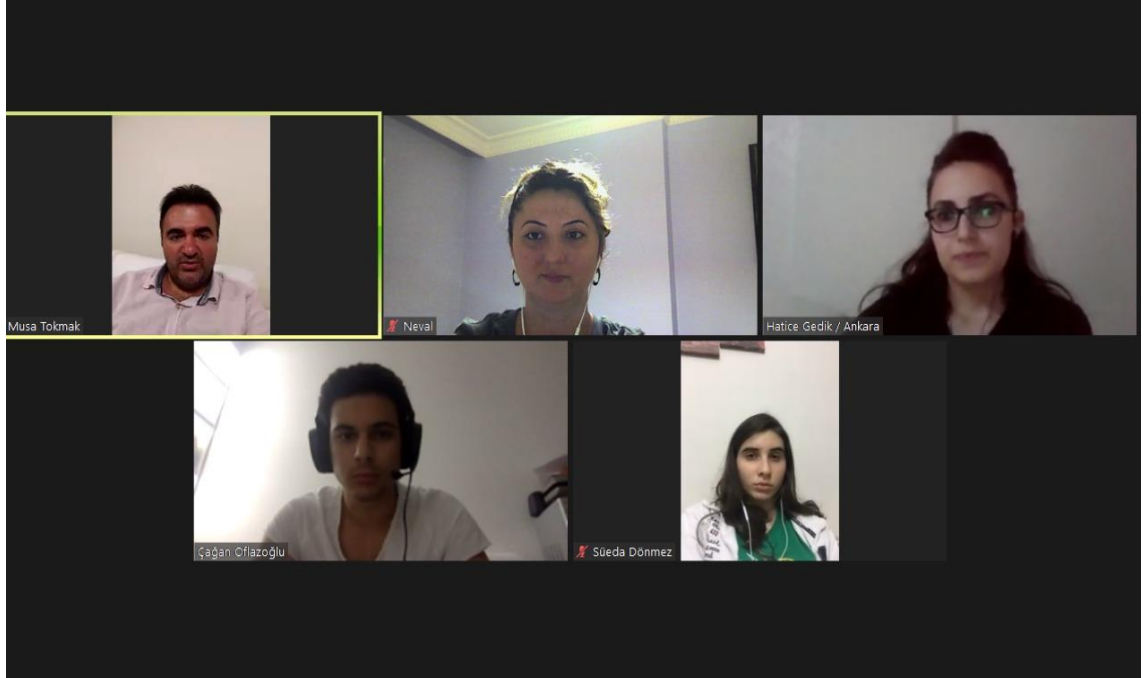 Musa Tokmak
Neval
Hatice Gedik / Ankara
Çağan Oflazoğlu
Süeda Dönmez